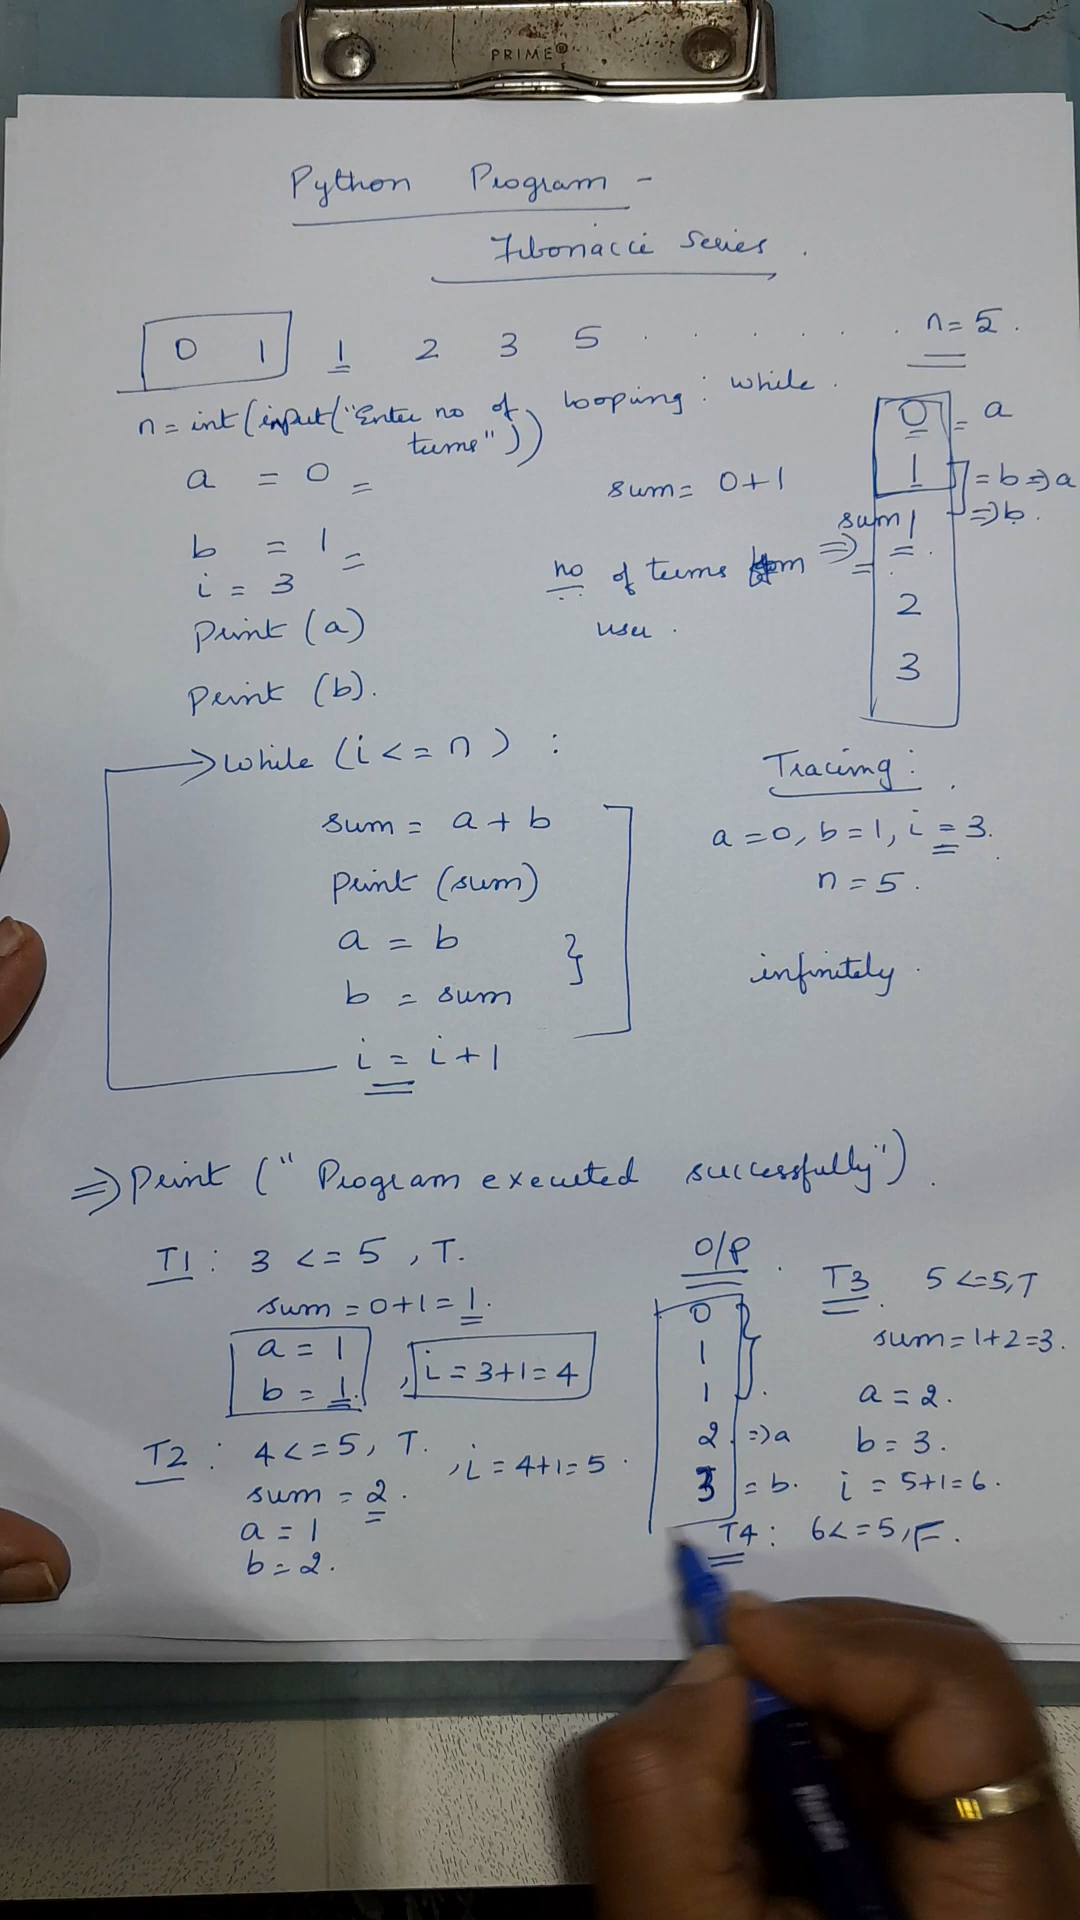 PRIME®
Python Program -
Fibonacci Series.
0 1 1 2 3 5 . . . . . .
n = 5.
n = int(input("Enter no of
terms"))
looping : while.
a = 0 =
b = 1 =
i = 3
Print (a)
Print (b).
sum = 0+1
no of terms from
user.
0 = a
1 = b => a
sum 1 => b.
=> = .
2
3
while (i <= n) :
sum = a + b
print (sum)
a = b }
b = sum
i = i + 1
Tracing :
a=0, b=1, i = 3.
n = 5.
infinitely.
=> Print (" Program executed successfully").
T1 : 3 <= 5, T.
sum = 0+1 = 1.
a = 1
b = 1. , i = 3+1=4
T2 : 4 <= 5, T. , i = 4+1=5.
sum = 2.
a = 1
b = 2.
O/P.
0
1
1.
2 => a
3 = b.
T3. 5 <=5, T
sum = 1+2=3.
a = 2.
b = 3.
i = 5+1=6.
T4 : 6<=5, F.